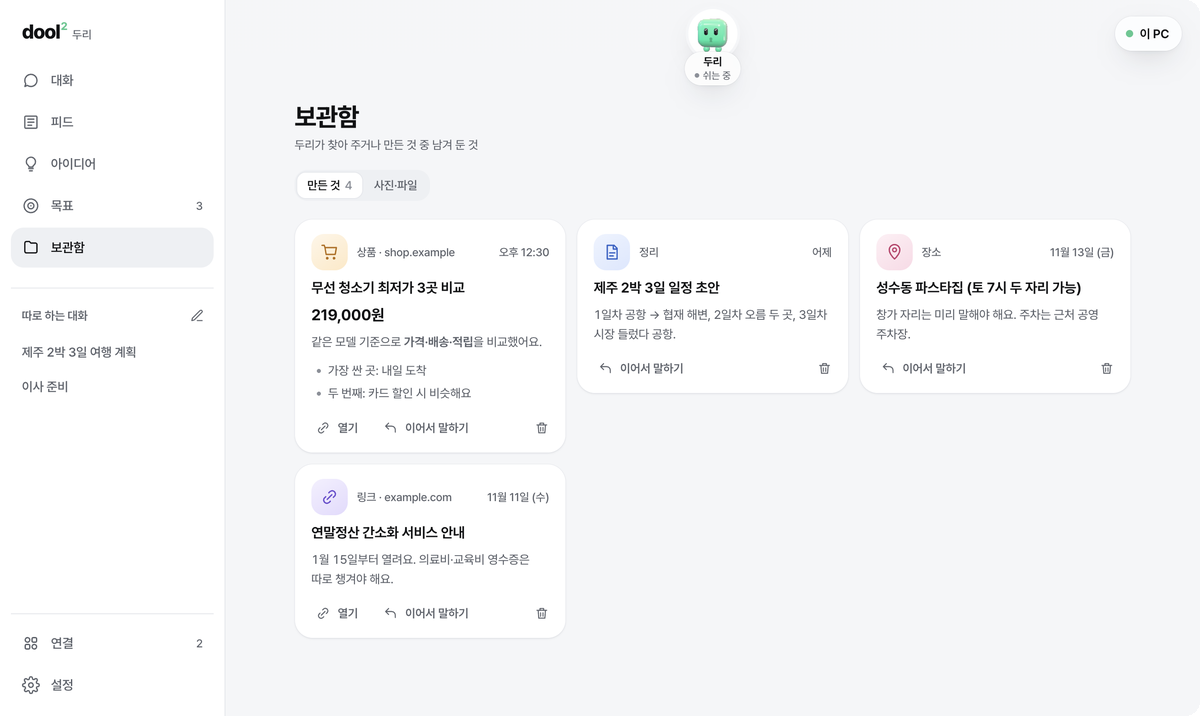 dool² 두리
대화
피드
아이디어
목표 3
보관함
따로 하는 대화
제주 2박 3일 여행 계획
이사 준비
연결 2
설정
두리
쉬는 중
이 PC
보관함
두리가 찾아 주거나 만든 것 중 남겨 둔 것
만든 것 4
사진·파일
상품 · shop.example 오후 12:30
무선 청소기 최저가 3곳 비교
219,000원
같은 모델 기준으로 가격·배송·적립을 비교했어요.
• 가장 싼 곳: 내일 도착
• 두 번째: 카드 할인 시 비슷해요
열기 이어서 말하기
정리 어제
제주 2박 3일 일정 초안
1일차 공항 → 협재 해변, 2일차 오름 두 곳, 3일차
시장 들렀다 공항.
이어서 말하기
장소 11월 13일 (금)
성수동 파스타집 (토 7시 두 자리 가능)
창가 자리는 미리 말해야 해요. 주차는 근처 공영
주차장.
이어서 말하기
링크 · example.com 11월 11일 (수)
연말정산 간소화 서비스 안내
1월 15일부터 열려요. 의료비·교육비 영수증은
따로 챙겨야 해요.
열기 이어서 말하기